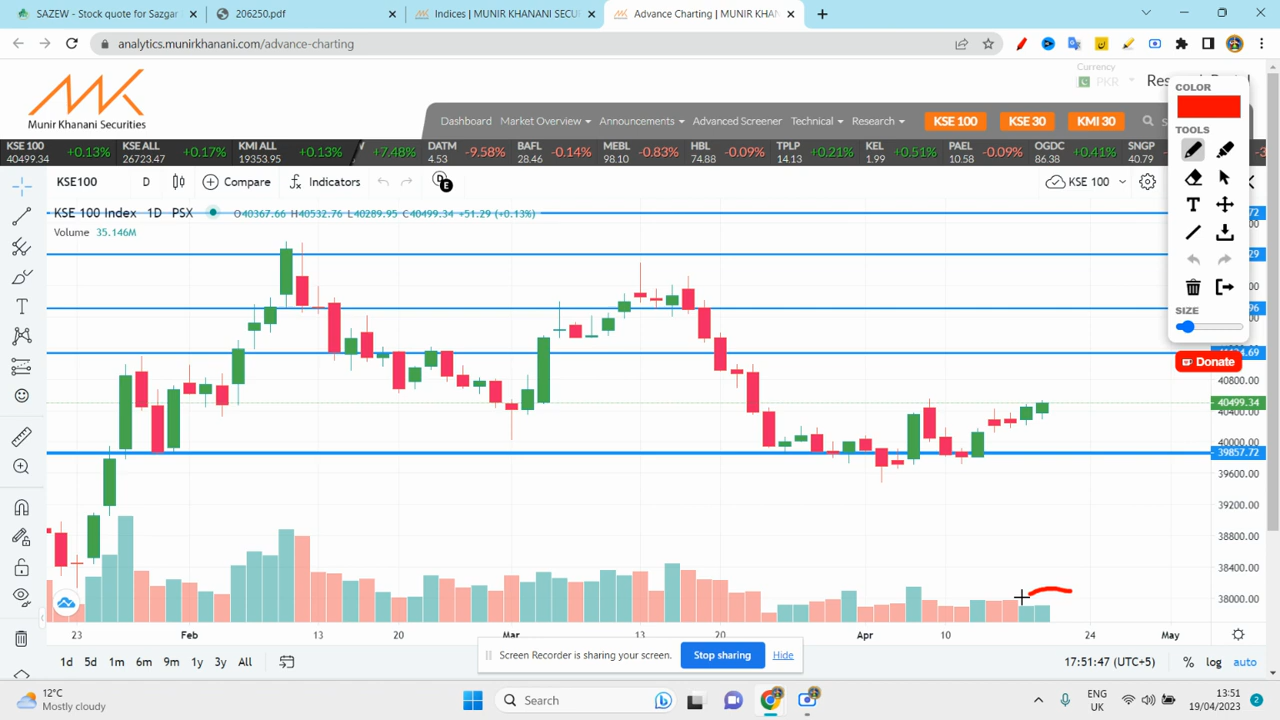 SAZEW - Stock quote for Sazgar
206250.pdf
Indices | MUNIR KHANANI SECU
Advance Charting | MUNIR KHAN
analytics.munirkhanani.com/advance-charting
Currency
PKR
Munir Khanani Securities
Dashboard Market Overview Announcements Advanced Screener Technical Research KSE 100 KSE 30 KMI 30
KSE 100 40499.34 +0.13%
KSE ALL 26723.47 +0.17%
KMI ALL 19353.95 +0.13%
+7.48%
DATM 4.53 -9.58%
BAFL 28.46 -0.14%
MEBL 98.10 -0.83%
HBL 74.88 -0.09%
TPLP 14.13 +0.21%
KEL 1.99 +0.51%
PAEL 10.58 -0.09%
OGDC 86.38 +0.41%
SNGP 40.79
KSE100 D Compare Indicators
KSE 100
KSE 100 Index 1D PSX O40367.66 H40532.76 L40289.95 C40499.34 +51.29 (+0.13%)
Volume 35.146M
COLOR
TOOLS
T
SIZE
Donate
40800.00
40499.34
40400.00
40000.00
39857.72
39600.00
39200.00
38800.00
38400.00
38000.00
23 Feb 13 20 Mar 13 20 Apr 10 24 May
Screen Recorder is sharing your screen. Stop sharing Hide
1d 5d 1m 6m 9m 1y 3y All
17:51:47 (UTC+5) % log auto
12°C
Mostly cloudy
Search
ENG
UK
13:51
19/04/2023
2